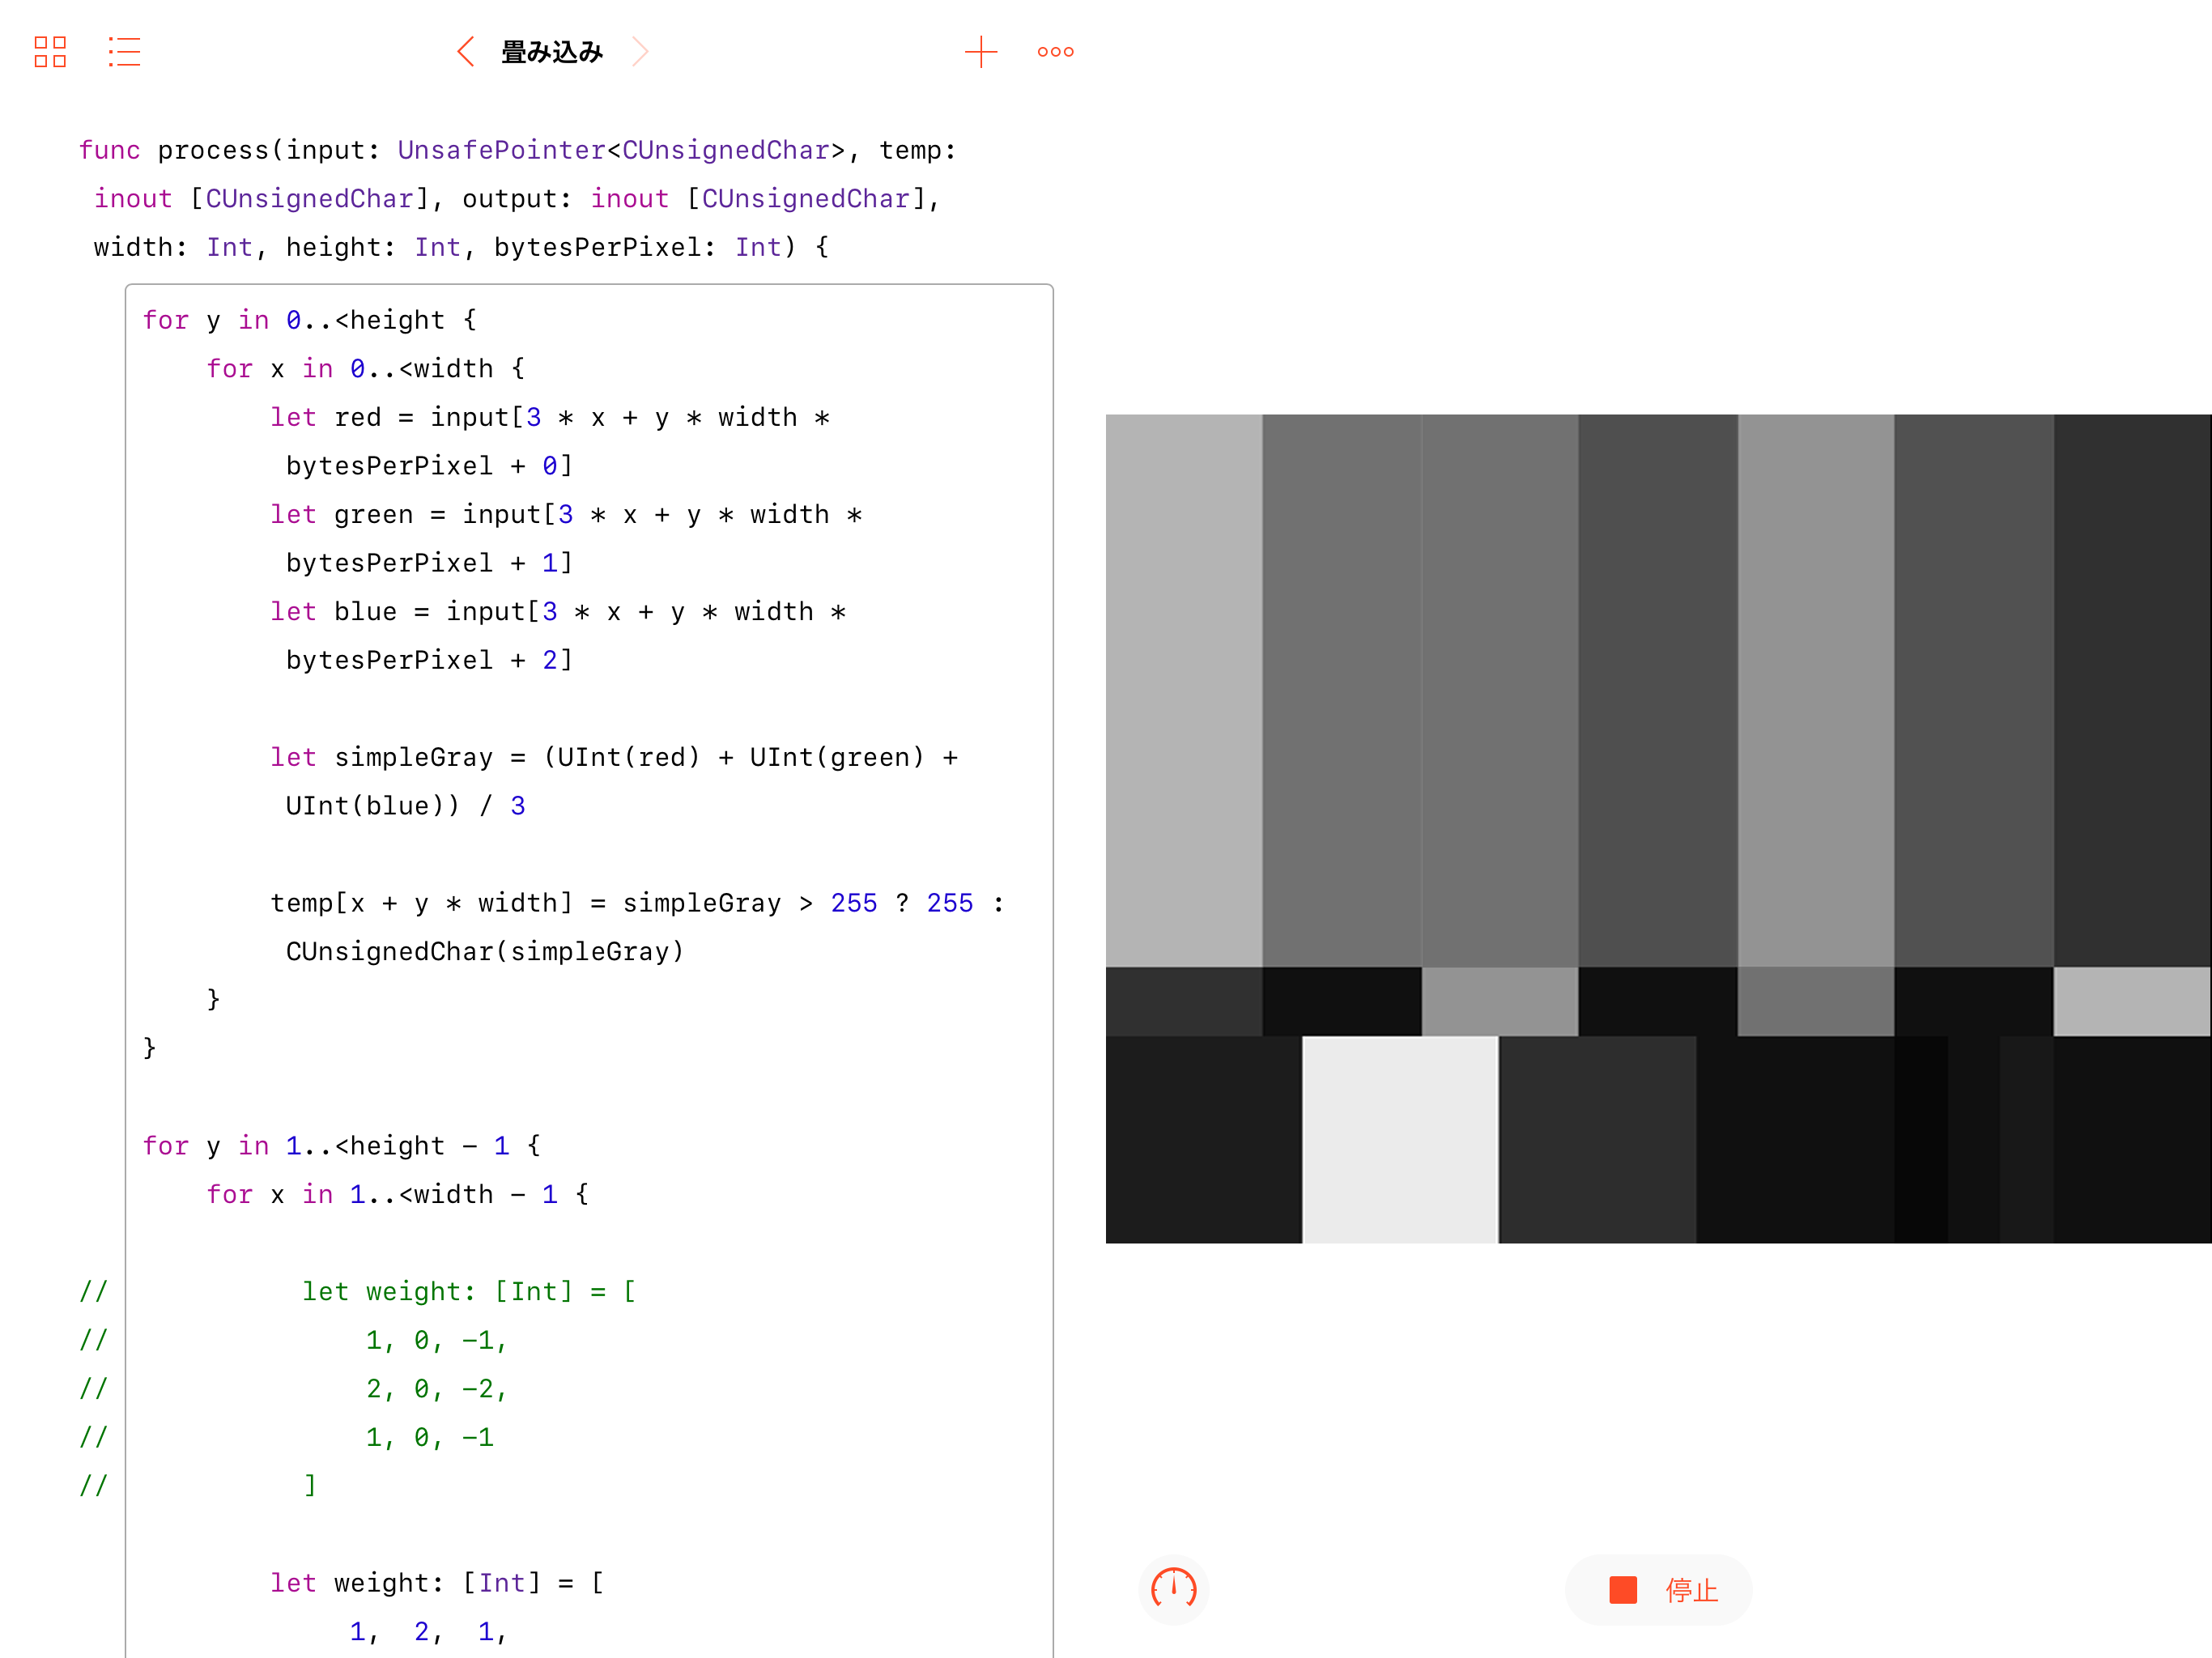 畳み込み
func process(input: UnsafePointer<CUnsignedChar>, temp:
inout [CUnsignedChar], output: inout [CUnsignedChar],
width: Int, height: Int, bytesPerPixel: Int) {
for y in 0..<height {
for x in 0..<width {
let red = input[3 * x + y * width *
bytesPerPixel + 0]
let green = input[3 * x + y * width *
bytesPerPixel + 1]
let blue = input[3 * x + y * width *
bytesPerPixel + 2]
let simpleGray = (UInt(red) + UInt(green) +
UInt(blue)) / 3
temp[x + y * width] = simpleGray > 255 ? 255 :
CUnsignedChar(simpleGray)
}
}
for y in 1..<height - 1 {
for x in 1..<width - 1 {
// let weight: [Int] = [
// 1, 0, -1,
// 2, 0, -2,
// 1, 0, -1
// ]
let weight: [Int] = [
1, 2, 1,
停止